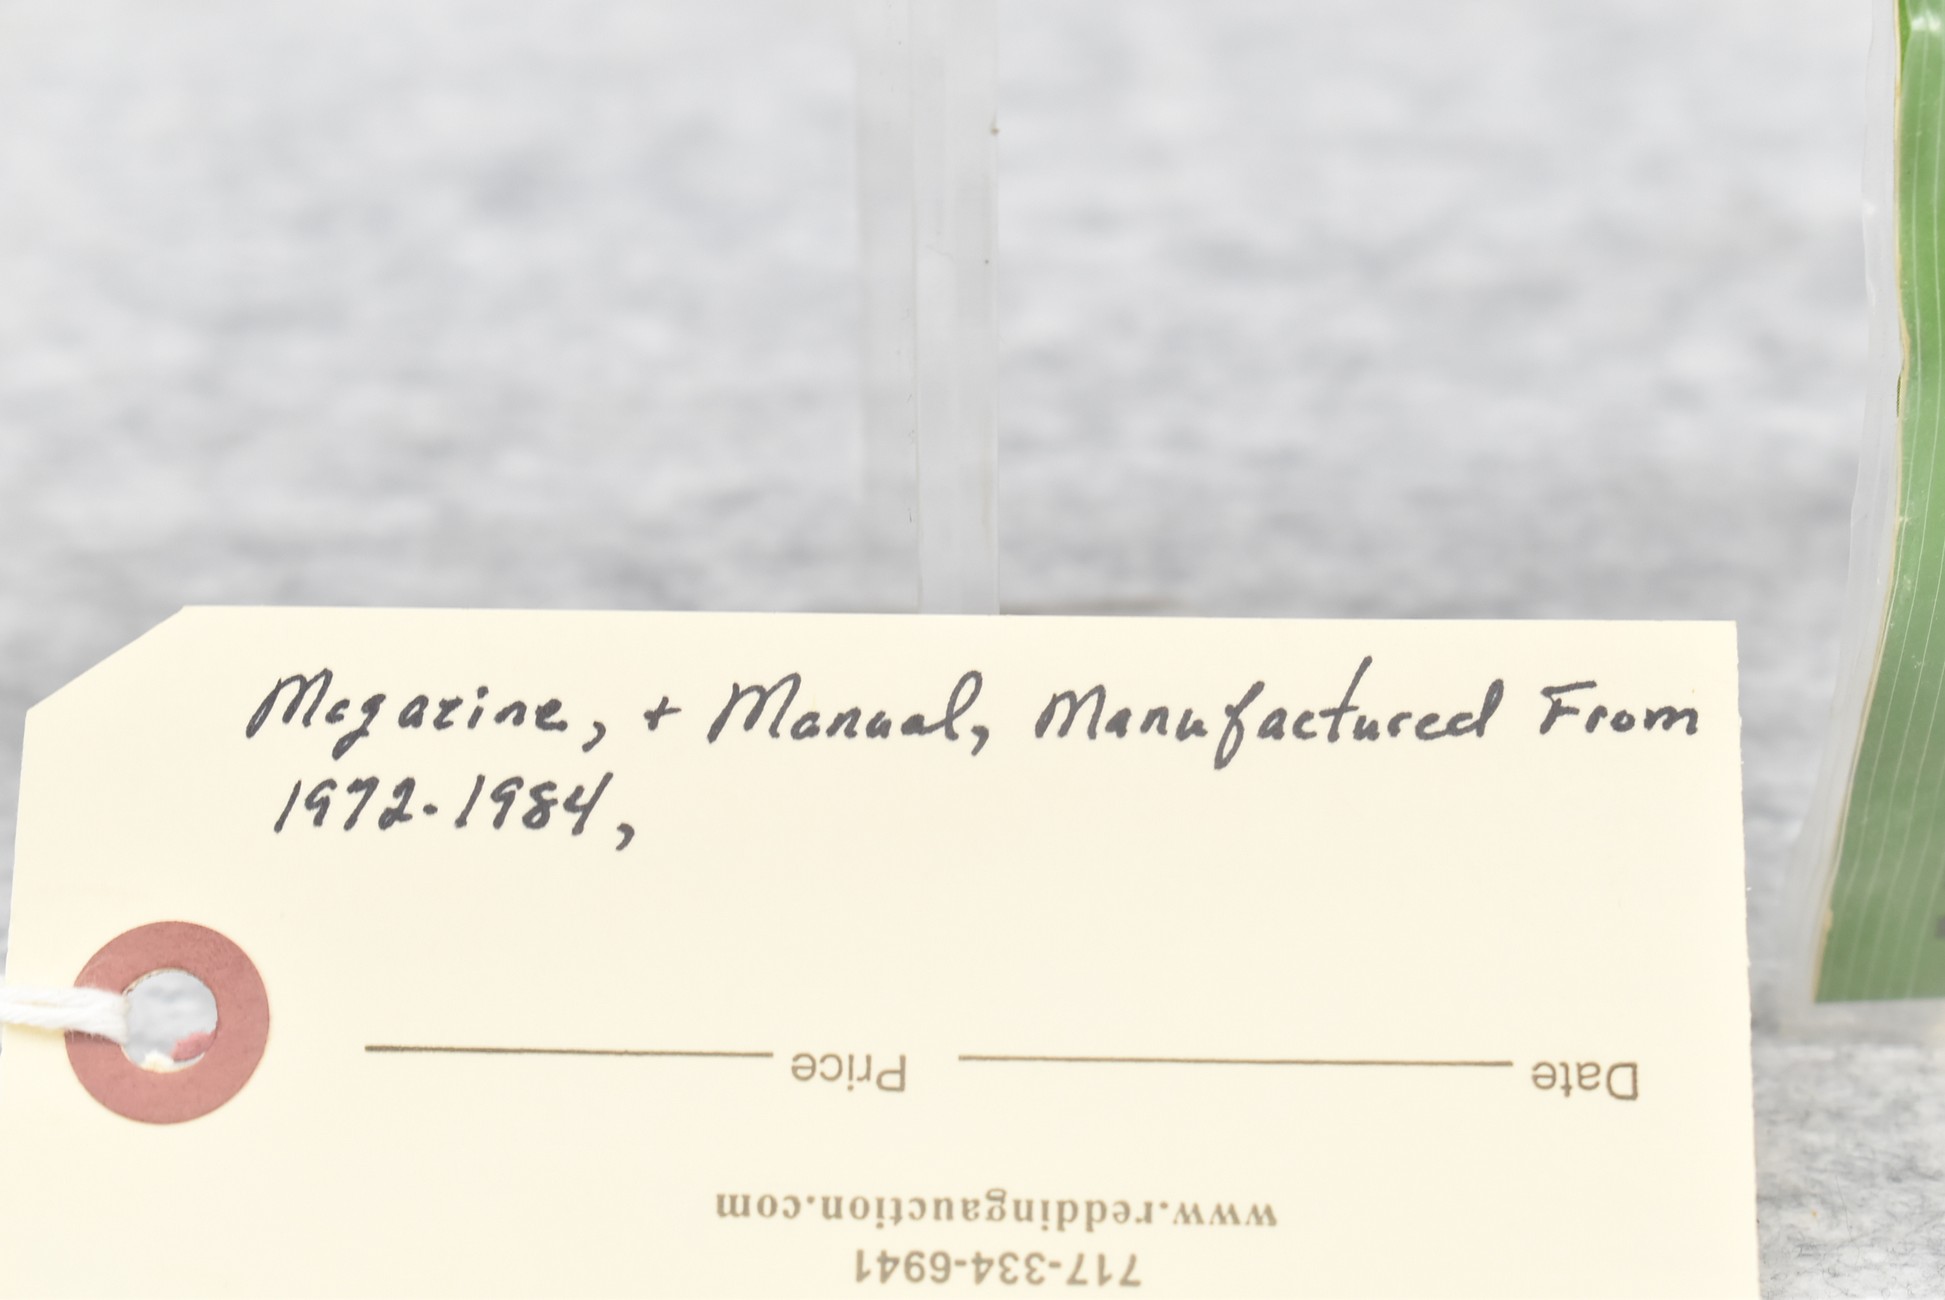 Magazine, + Manual, Manufactured From
1972-1984,
Date Price
www.reddingauction.com
717-334-6941